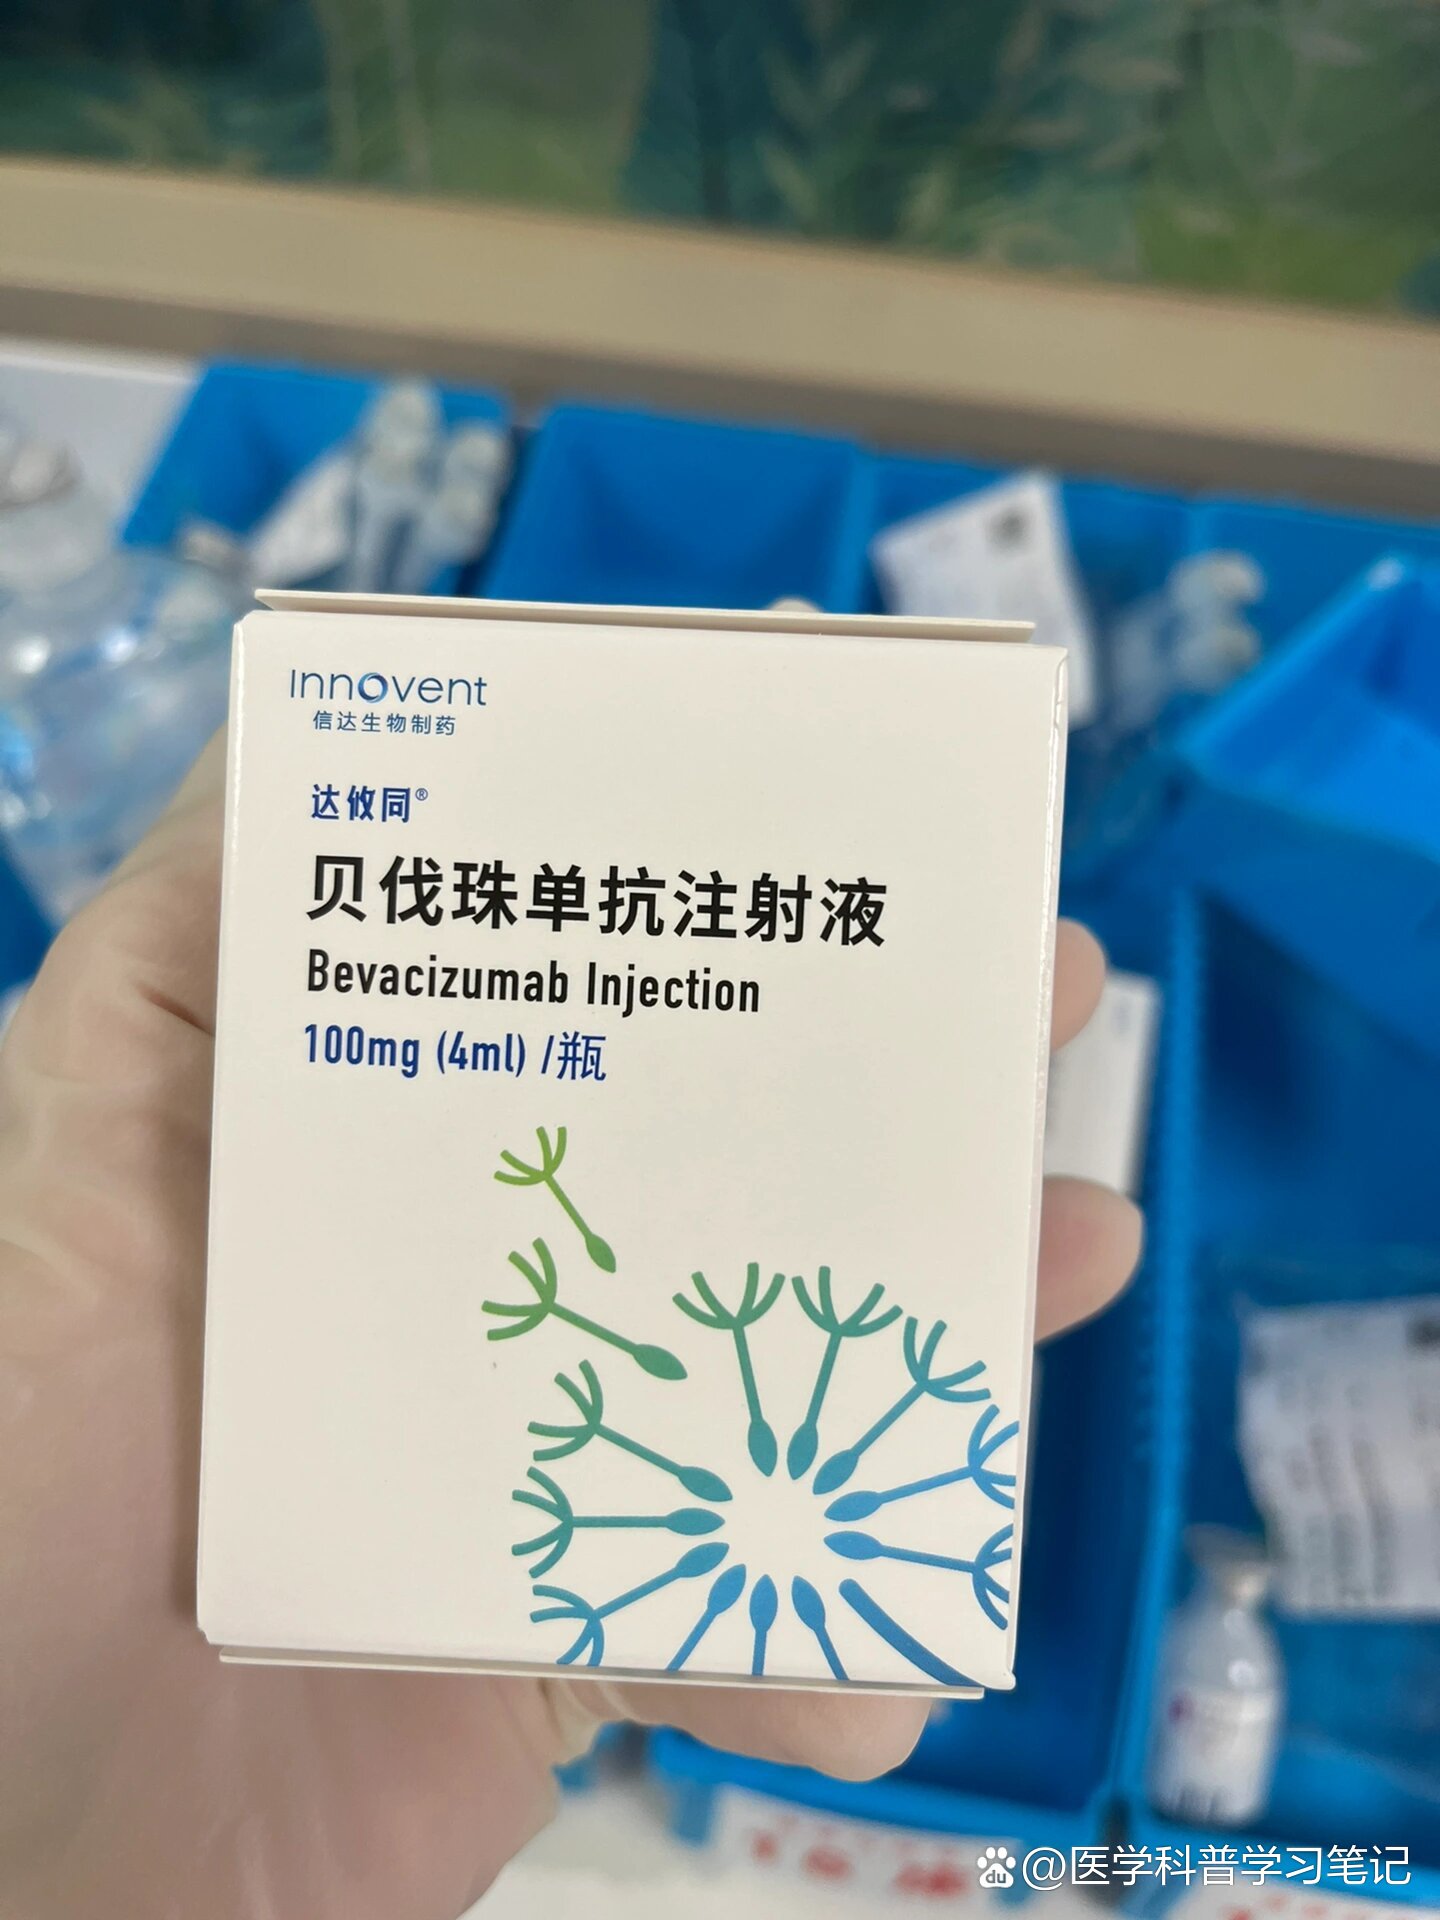 Innovent
信达生物制药
达攸同®
贝伐珠单抗注射液
Bevacizumab Injection
100mg (4ml) /瓶
du @医学科普学习笔记